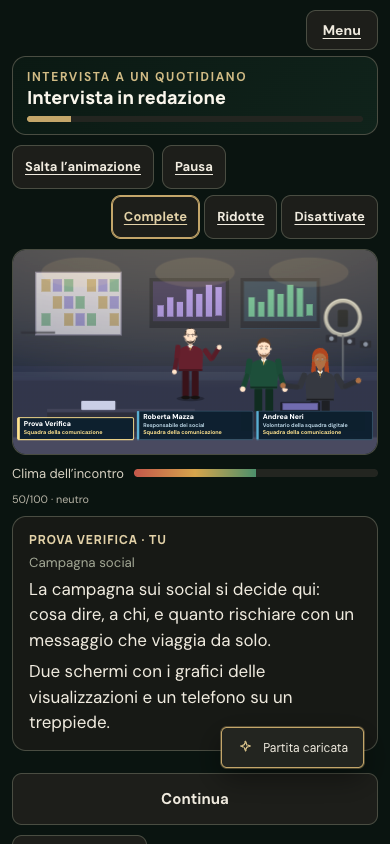 Menu
INTERVISTA A UN QUOTIDIANO
Intervista in redazione
Salta l’animazione
Pausa
Complete
Ridotte
Disattivate
Prova Verifica
Squadra della comunicazione
Roberta Mazza
Responsabile dei social
Squadra della comunicazione
Andrea Neri
Volontario della squadra digitale
Squadra della comunicazione
Clima dell’incontro
50/100 · neutro
PROVA VERIFICA · TU
Campagna social
La campagna sui social si decide qui:
cosa dire, a chi, e quanto rischiare con un
messaggio che viaggia da solo.
Due schermi con i grafici delle
visualizzazioni e un telefono su un
treppiede.
Partita caricata
Continua